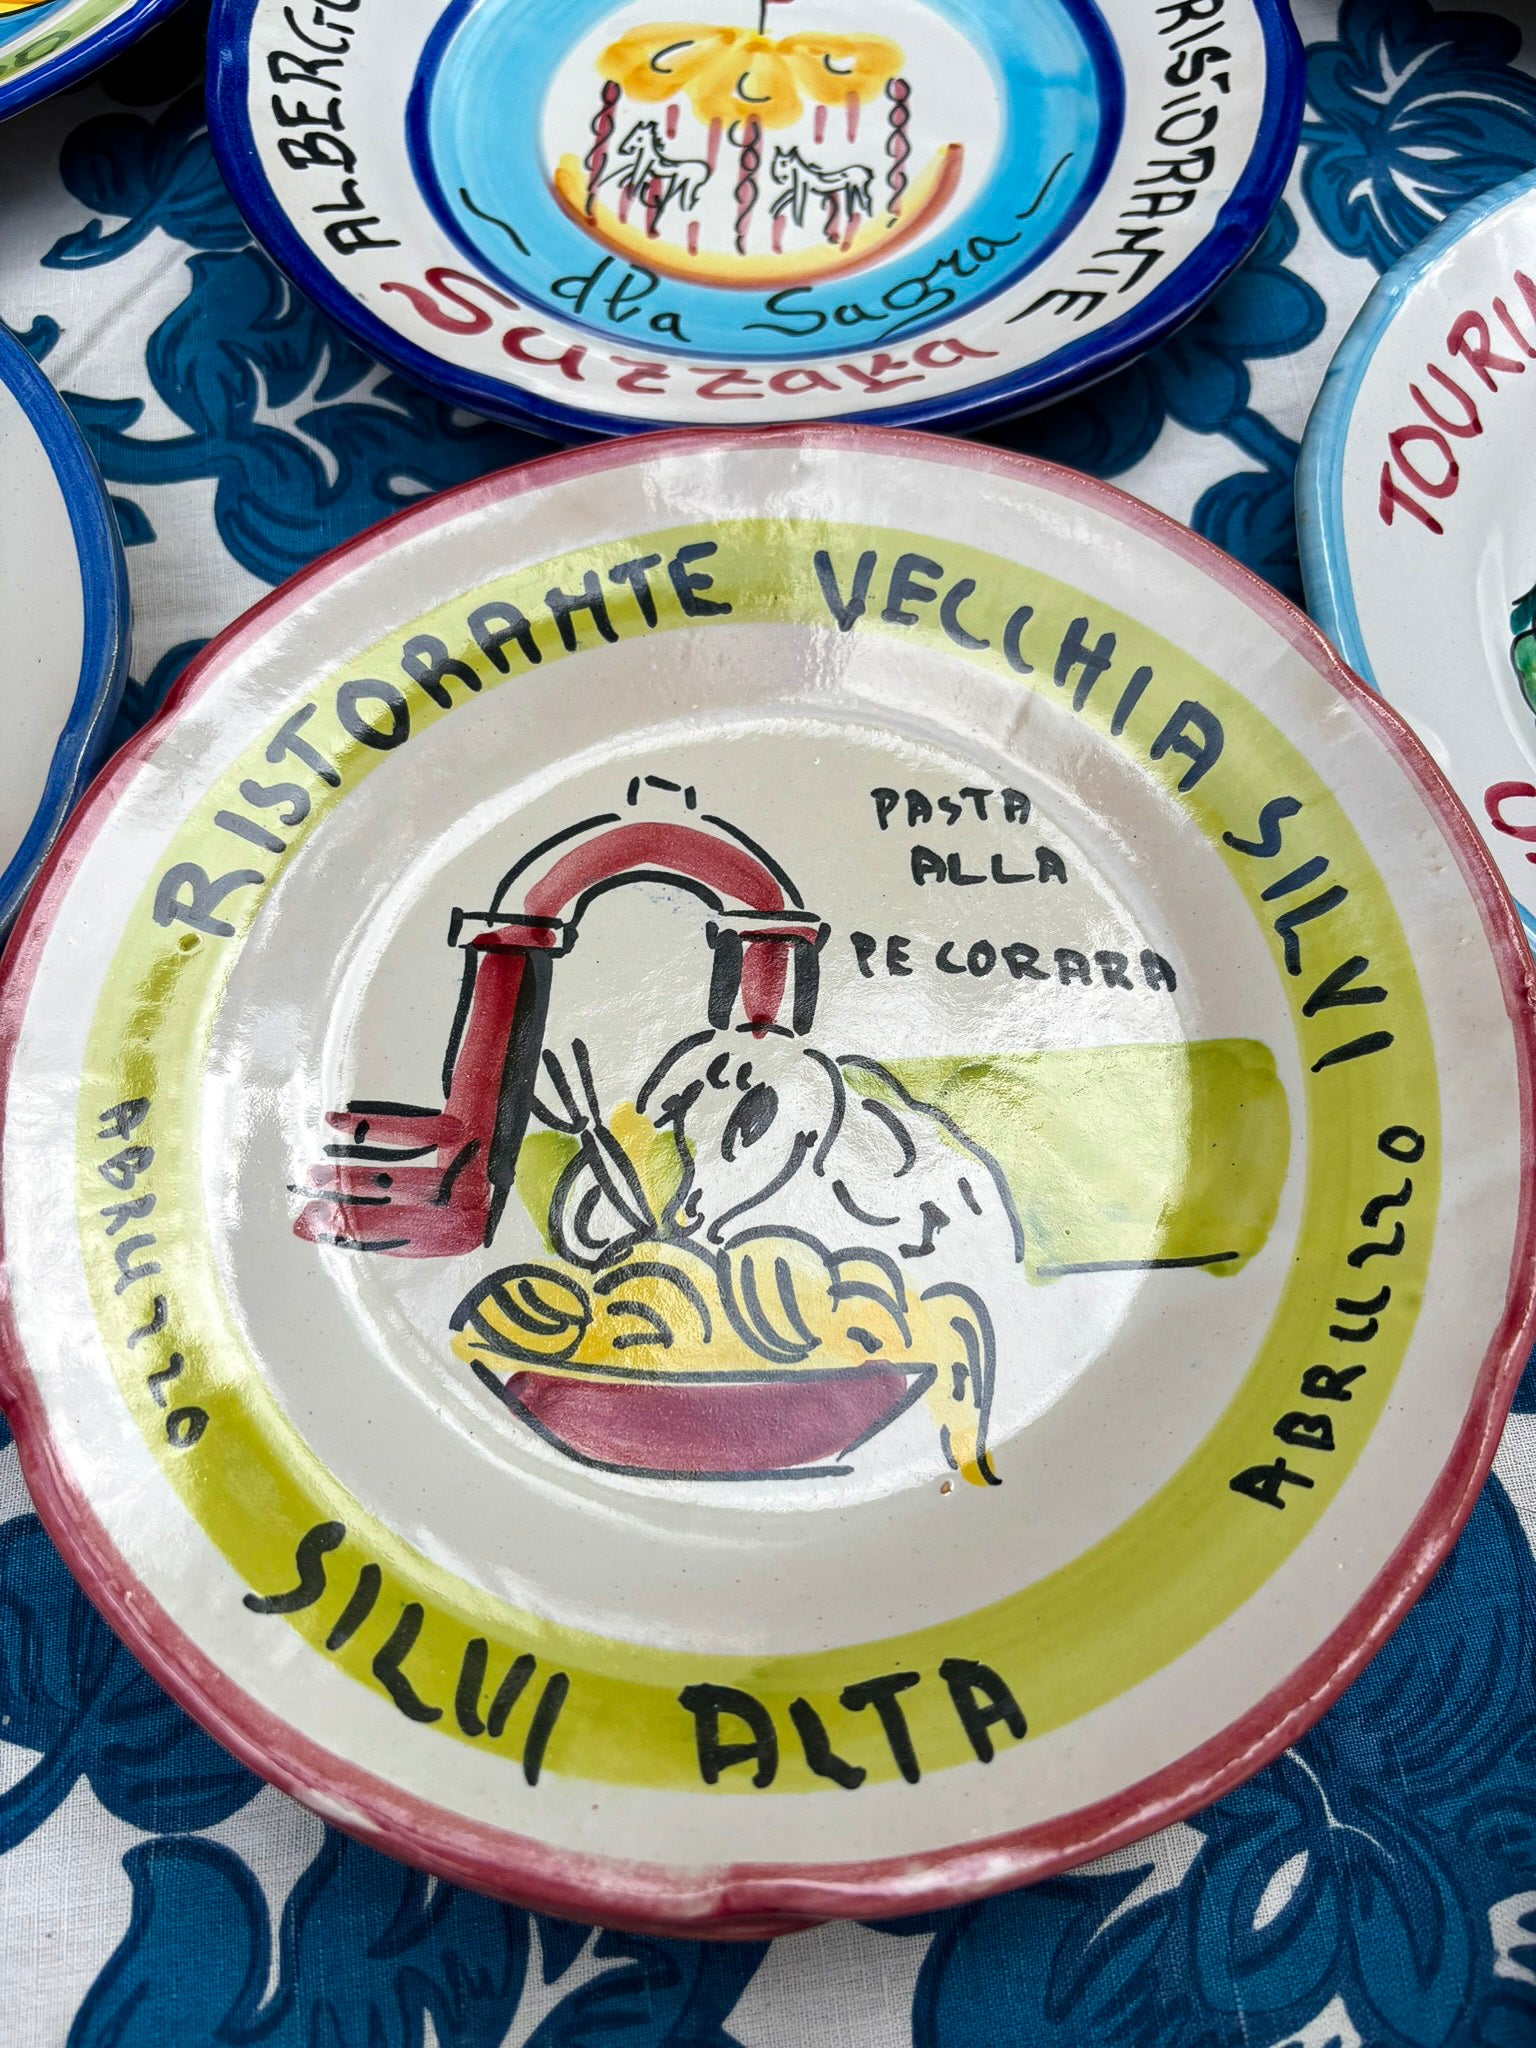 ALBERGO
RISTORANTE
dla Sagra
Suzzara
TOURI
RISTORANTE VECCHIA SILVI
PASTA
ALLA
PECORARA
ABRUZZO
ABRUZZO
SILVI ALTA